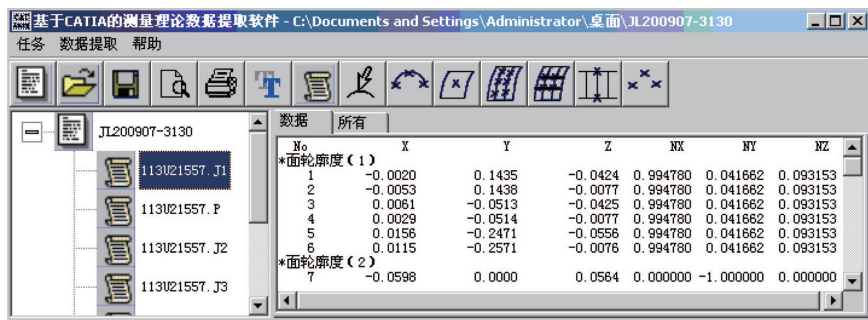 基于CATIA的测量理论数据提取软件 - C:\Documents and Settings\Administrator\桌面\JL200907-3130
任务 数据提取 帮助
JL200907-3130
113U21557.J1
113U21557.P
113U21557.J2
113U21557.J3
数据 所有
No X Y Z NX NY NZ
*面轮廓度(1)
1 -0.0020 0.1435 -0.0424 0.994780 0.041662 0.093153
2 -0.0053 0.1438 -0.0077 0.994780 0.041662 0.093153
3 0.0061 -0.0513 -0.0425 0.994780 0.041662 0.093153
4 0.0029 -0.0514 -0.0077 0.994780 0.041662 0.093153
5 0.0156 -0.2471 -0.0556 0.994780 0.041662 0.093153
6 0.0115 -0.2571 -0.0076 0.994780 0.041662 0.093153
*面轮廓度(2)
7 -0.0598 0.0000 0.0564 0.000000 -1.000000 0.000000